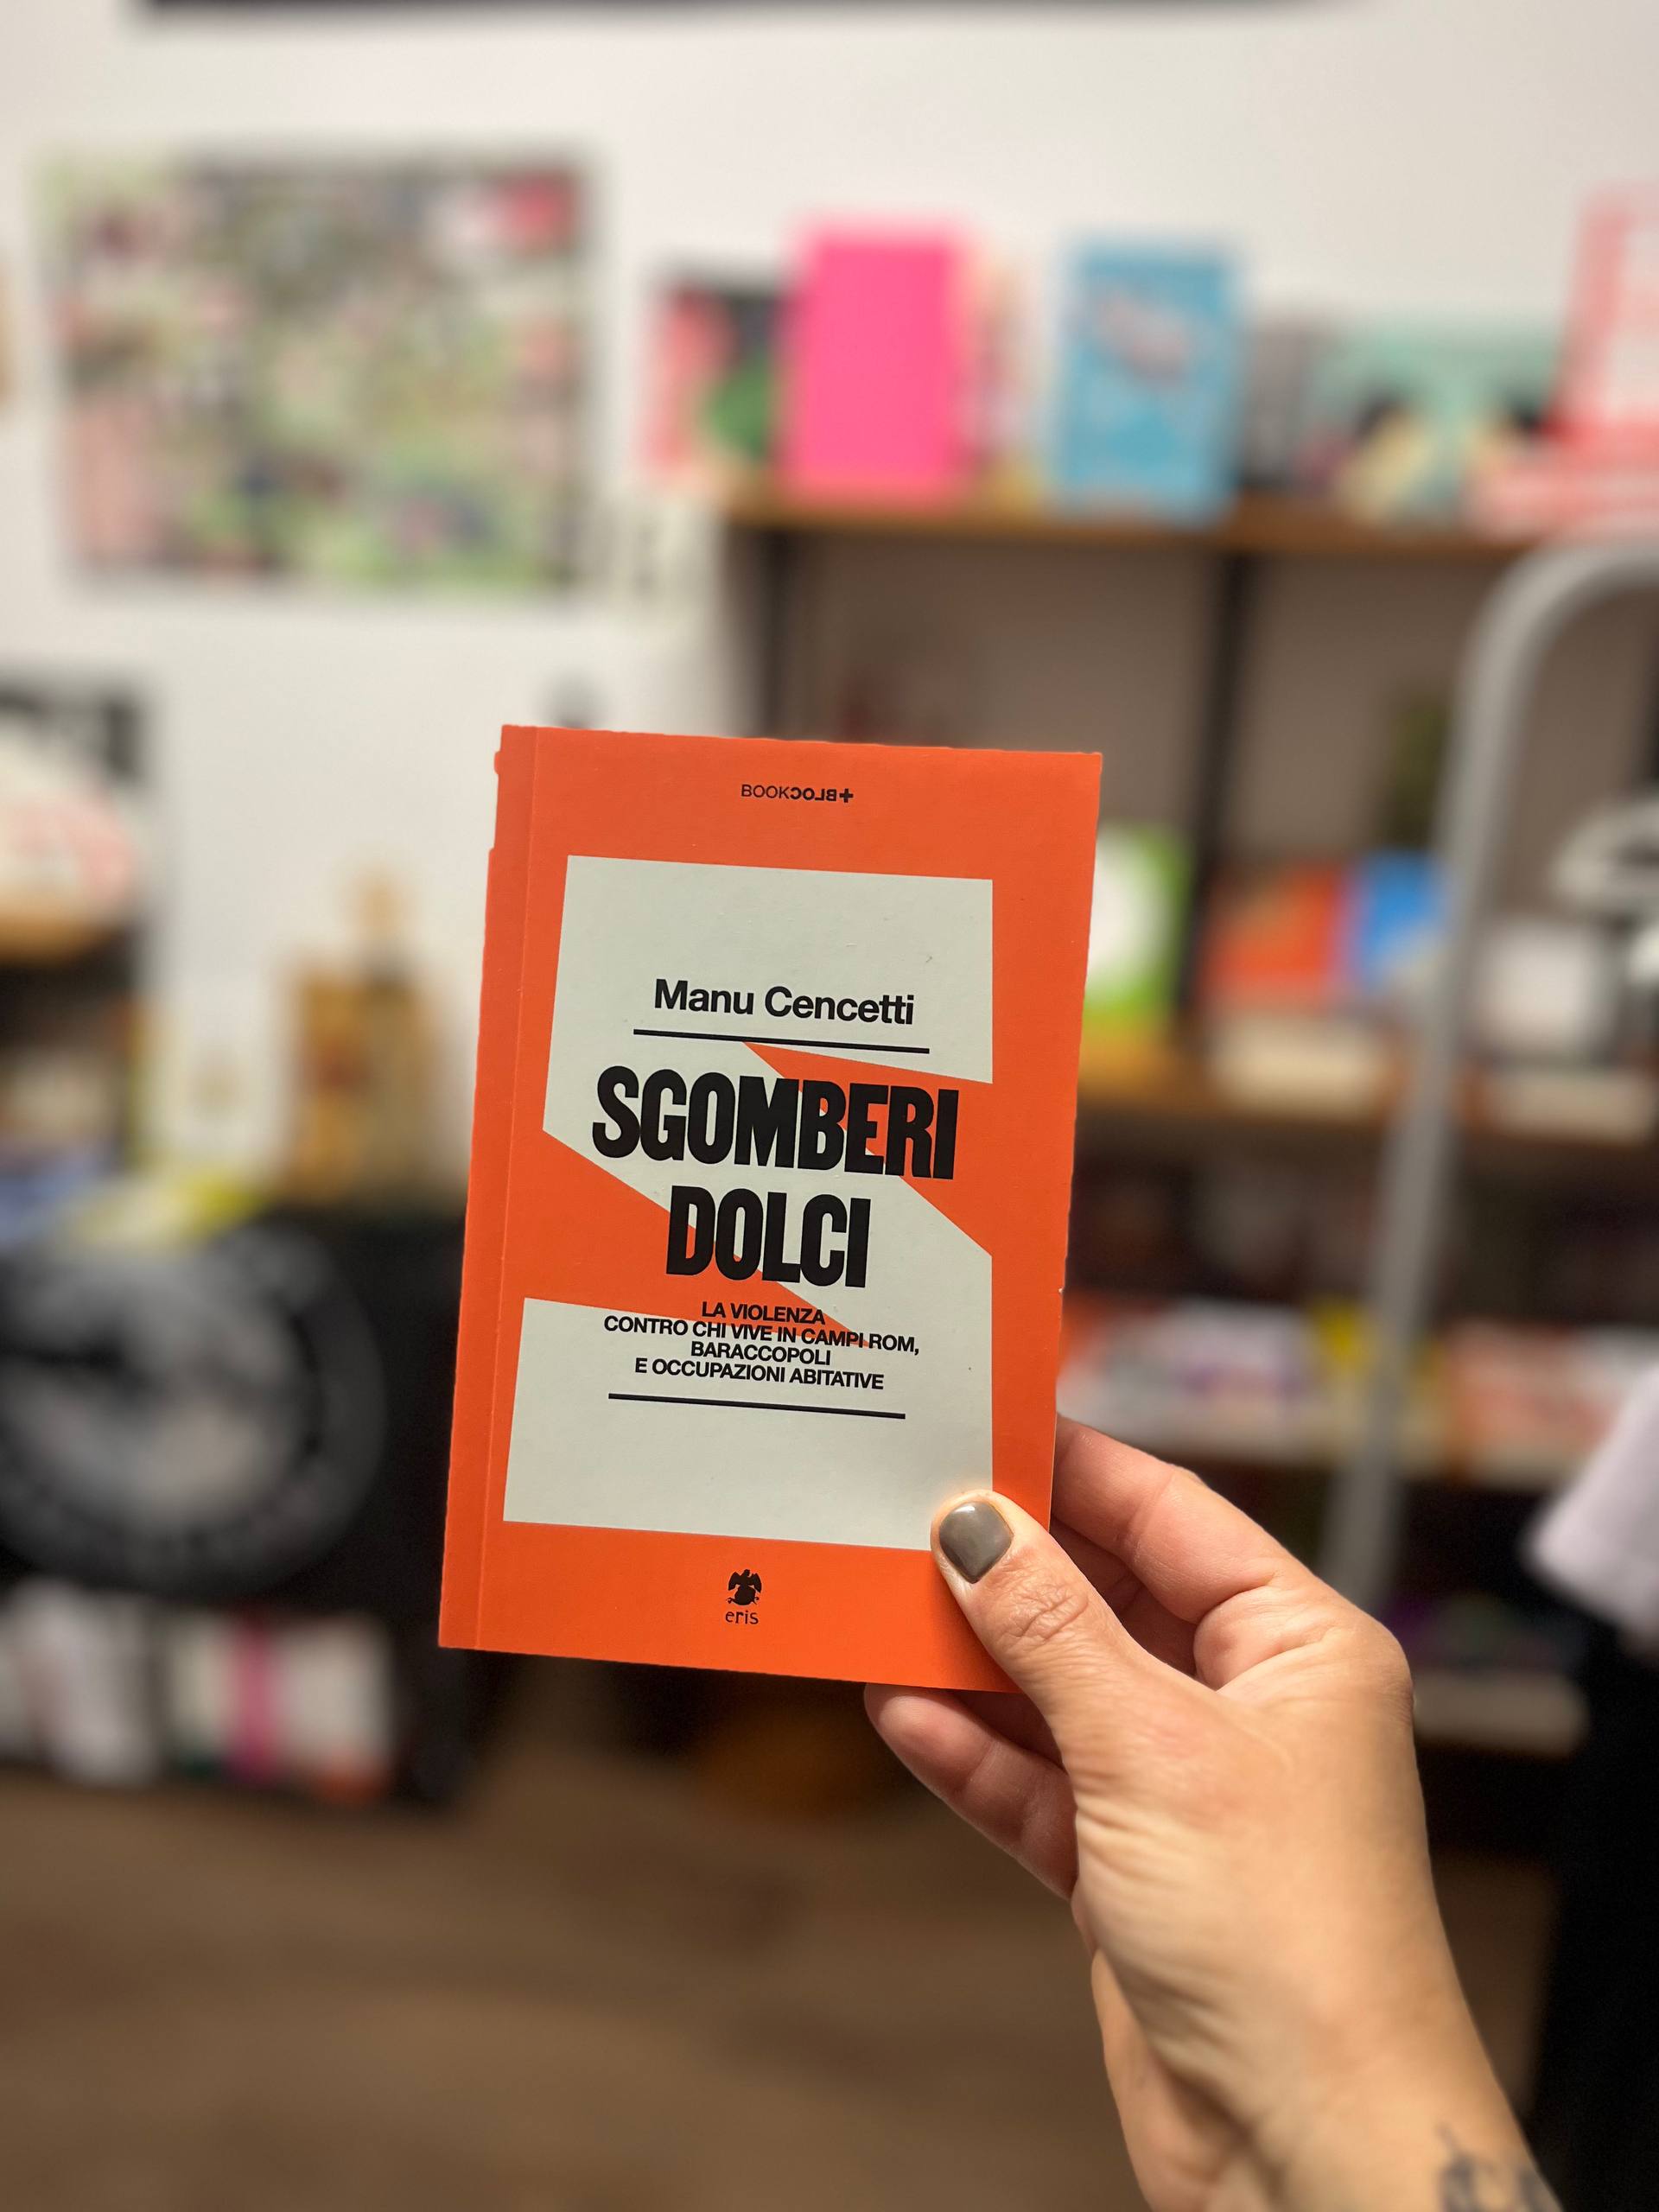 BOOKBLOC+
Manu Cencetti
SGOMBERI
DOLCI
LA VIOLENZA
CONTRO CHI VIVE IN CAMPI ROM,
BARACCOPOLI
E OCCUPAZIONI ABITATIVE
eris